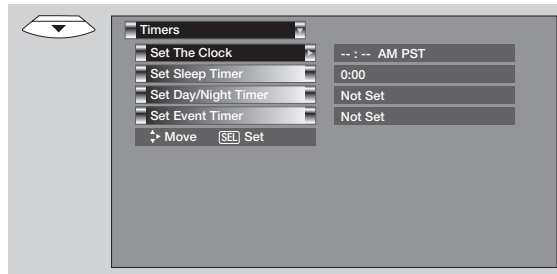 Timers
Set The Clock -- : -- AM PST
Set Sleep Timer 0:00
Set Day/Night Timer Not Set
Set Event Timer Not Set
Move SEL Set